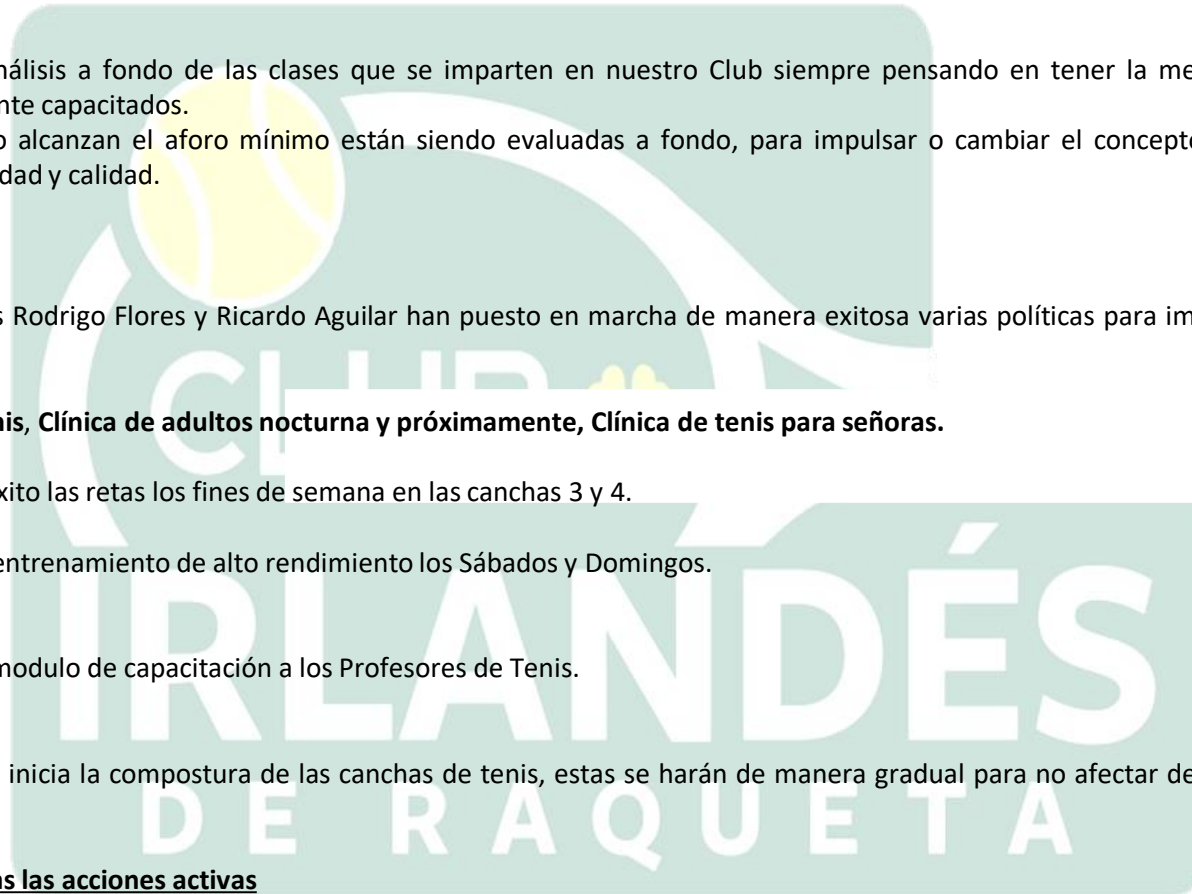 nálisis a fondo de las clases que se imparten en nuestro Club siempre pensando en tener la me
nte capacitados.
o alcanzan el aforo mínimo están siendo evaluadas a fondo, para impulsar o cambiar el concepto
dad y calidad.
s Rodrigo Flores y Ricardo Aguilar han puesto en marcha de manera exitosa varias políticas para im
CLUB
nis, Clínica de adultos nocturna y próximamente, Clínica de tenis para señoras.
xito las retas los fines de semana en las canchas 3 y 4.
entrenamiento de alto rendimiento los Sábados y Domingos.
IRLANDÉS
modulo de capacitación a los Profesores de Tenis.
inicia la compostura de las canchas de tenis, estas se harán de manera gradual para no afectar de
DE RAQUETA
as las acciones activas